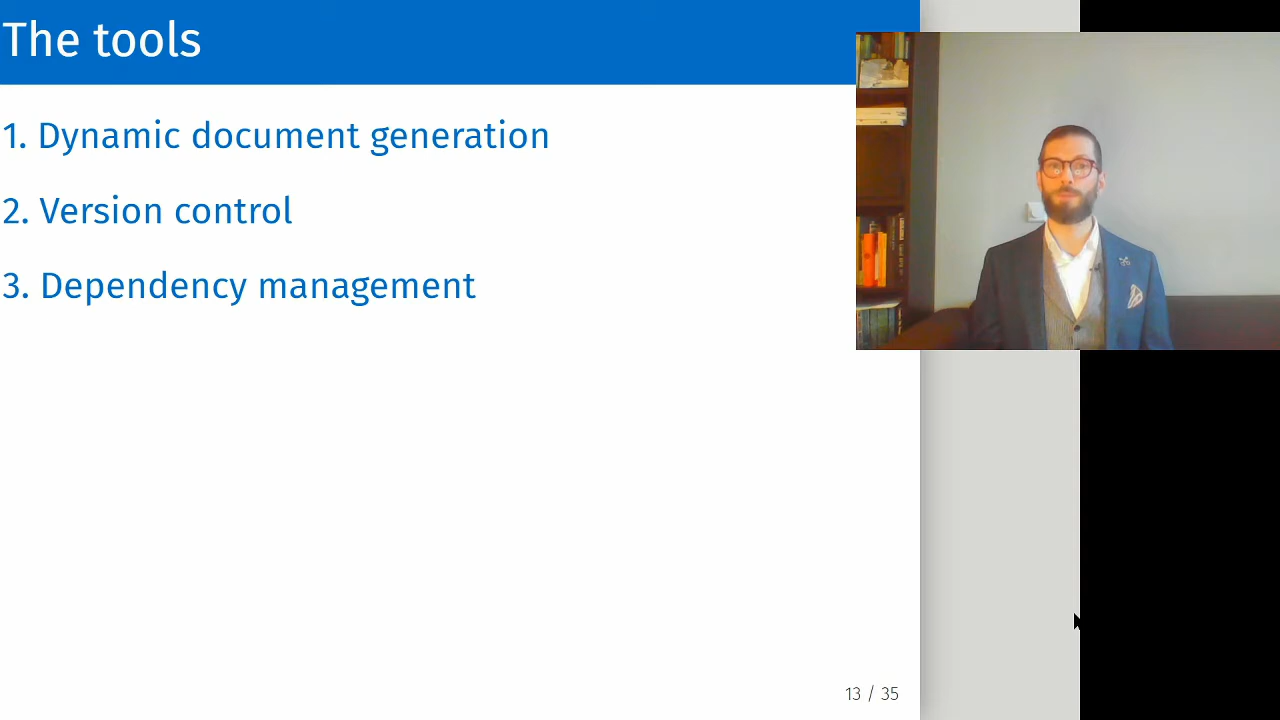 The tools
1. Dynamic document generation
2. Version control
3. Dependency management
13 / 35